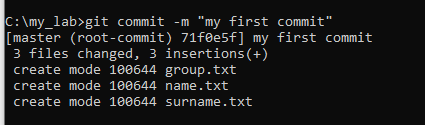 C:\my_lab>git commit -m "my first commit"
[master (root-commit) 71f0e5f] my first commit
 3 files changed, 3 insertions(+)
 create mode 100644 group.txt
 create mode 100644 name.txt
 create mode 100644 surname.txt